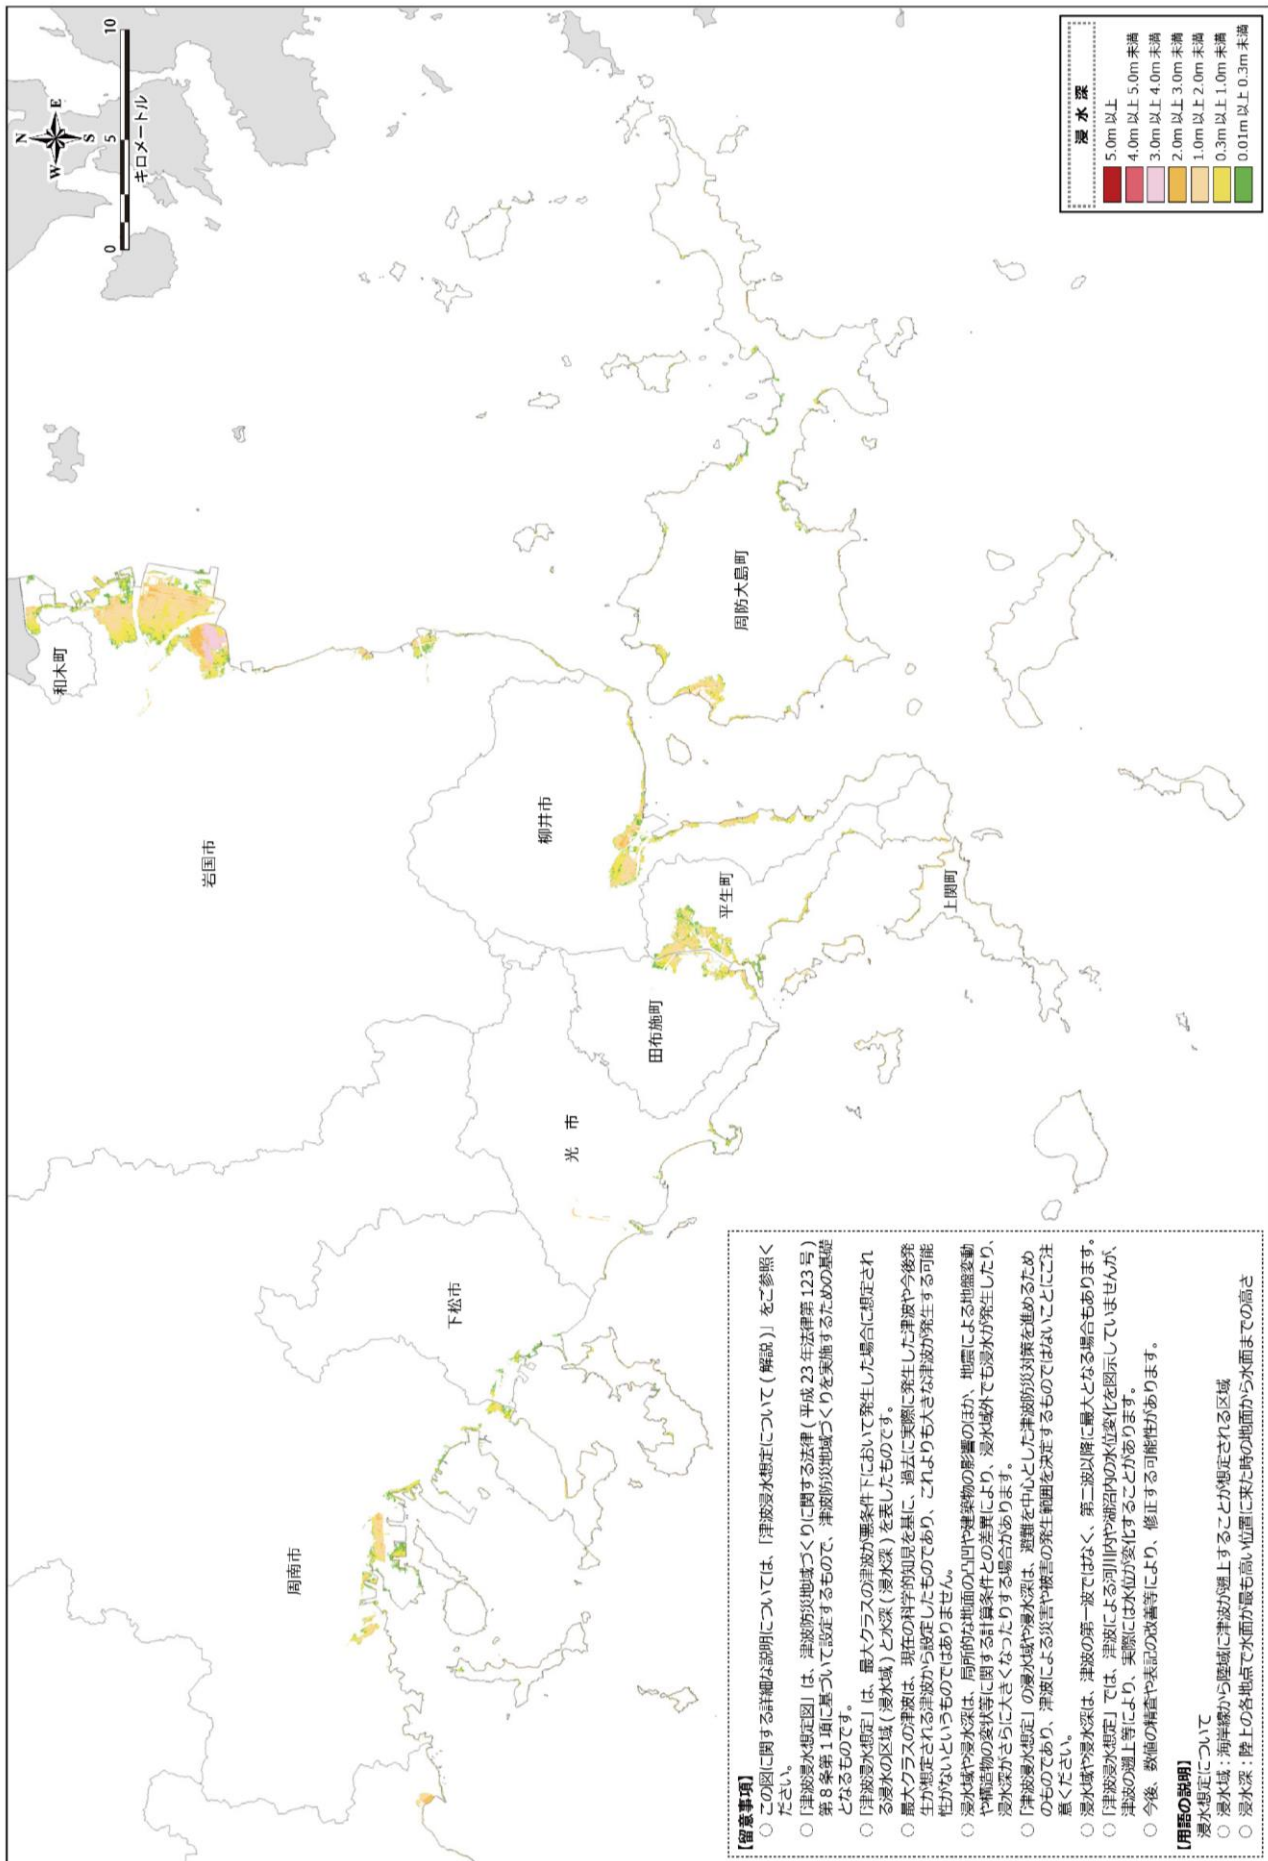 N
W
E
S
0
5
10
キロメートル
浸 水 深
5.0m 以上
4.0m 以上 5.0m 未満
3.0m 以上 4.0m 未満
2.0m 以上 3.0m 未満
1.0m 以上 2.0m 未満
0.3m 以上 1.0m 未満
0.01m 以上 0.3m 未満
和木町
岩国市
柳井市
周防大島町
平生町
上関町
田布施町
光 市
下松市
周南市
【留意事項】
○ この図に関する詳細な説明については、「津波浸水想定について(解説)」をご参照く
ださい。
○ 「津波浸水想定図」は、津波防災地域づくりに関する法律(平成 23 年法律第 123 号)
第 8 条第 1 項に基づいて設定するもので、津波防災地域づくりを実施するための基礎
となるものです。
○ 「津波浸水想定」は、最大クラスの津波が悪条件下において発生した場合に想定され
る浸水の区域(浸水域)と水深(浸水深)を表したものです。
○ 最大クラスの津波は、現在の科学的知見を基に、過去に実際に発生した津波や今後発
生が想定される津波から設定したものであり、これよりも大きな津波が発生する可能
性がないというものではありません。
○ 浸水域や浸水深は、局所的な地面の凸凹や建築物の影響のほか、地震による地盤変動
や構造物の変状等に関する計算条件との差異により、浸水域外でも浸水が発生したり、
浸水深がさらに大きくなったりする場合があります。
○ 「津波浸水想定」の浸水域や浸水深は、避難を中心とした津波防災対策を進めるため
のものであり、津波による災害や被害の発生範囲を決定するものではないことにご注
意ください。
○ 浸水域や浸水深は、津波の第一波ではなく、第二波以降に最大となる場合もあります。
○ 「津波浸水想定」では、津波による河川内や湖沼内の水位変化を図示していませんが、
津波の遡上等により、実際には水位が変化することがあります。
○ 今後、数値の精査や表記の改善等により、修正する可能性があります。
【用語の説明】
浸水想定について
○ 浸水域:海岸線から陸域に津波が遡上することが想定される区域
○ 浸水深:陸上の各地点で水面が最も高い位置に来た時の地面から水面までの高さ